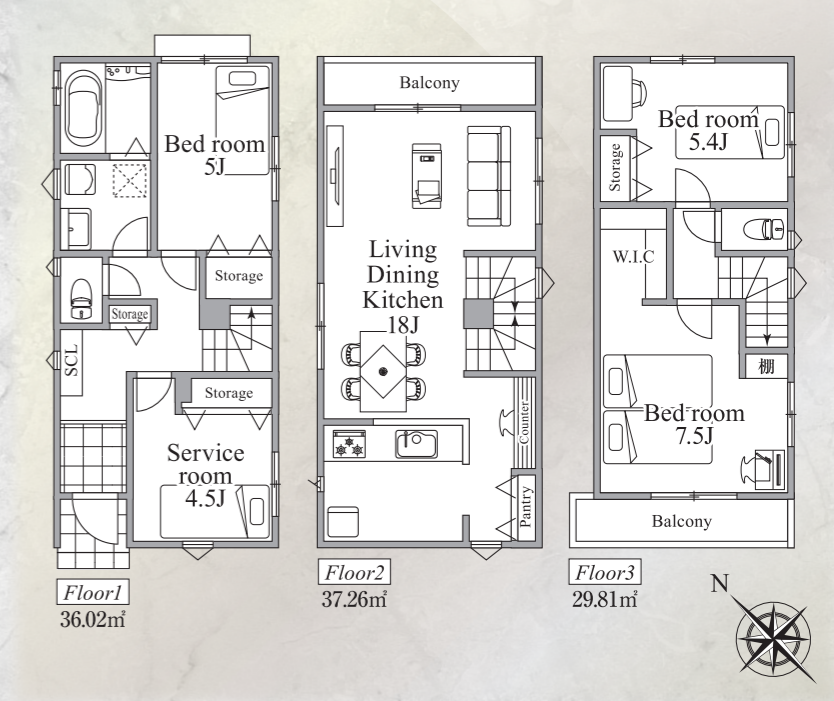 Bed room
5J
Storage
Storage
SCL
Storage
Service
room
4.5J
Floor1
36.02㎡
Balcony
Living
Dining
Kitchen
18J
Counter
Pantry
Floor2
37.26㎡
Bed room
5.4J
Storage
W.I.C
棚
Bed room
7.5J
Balcony
Floor3
29.81㎡
N